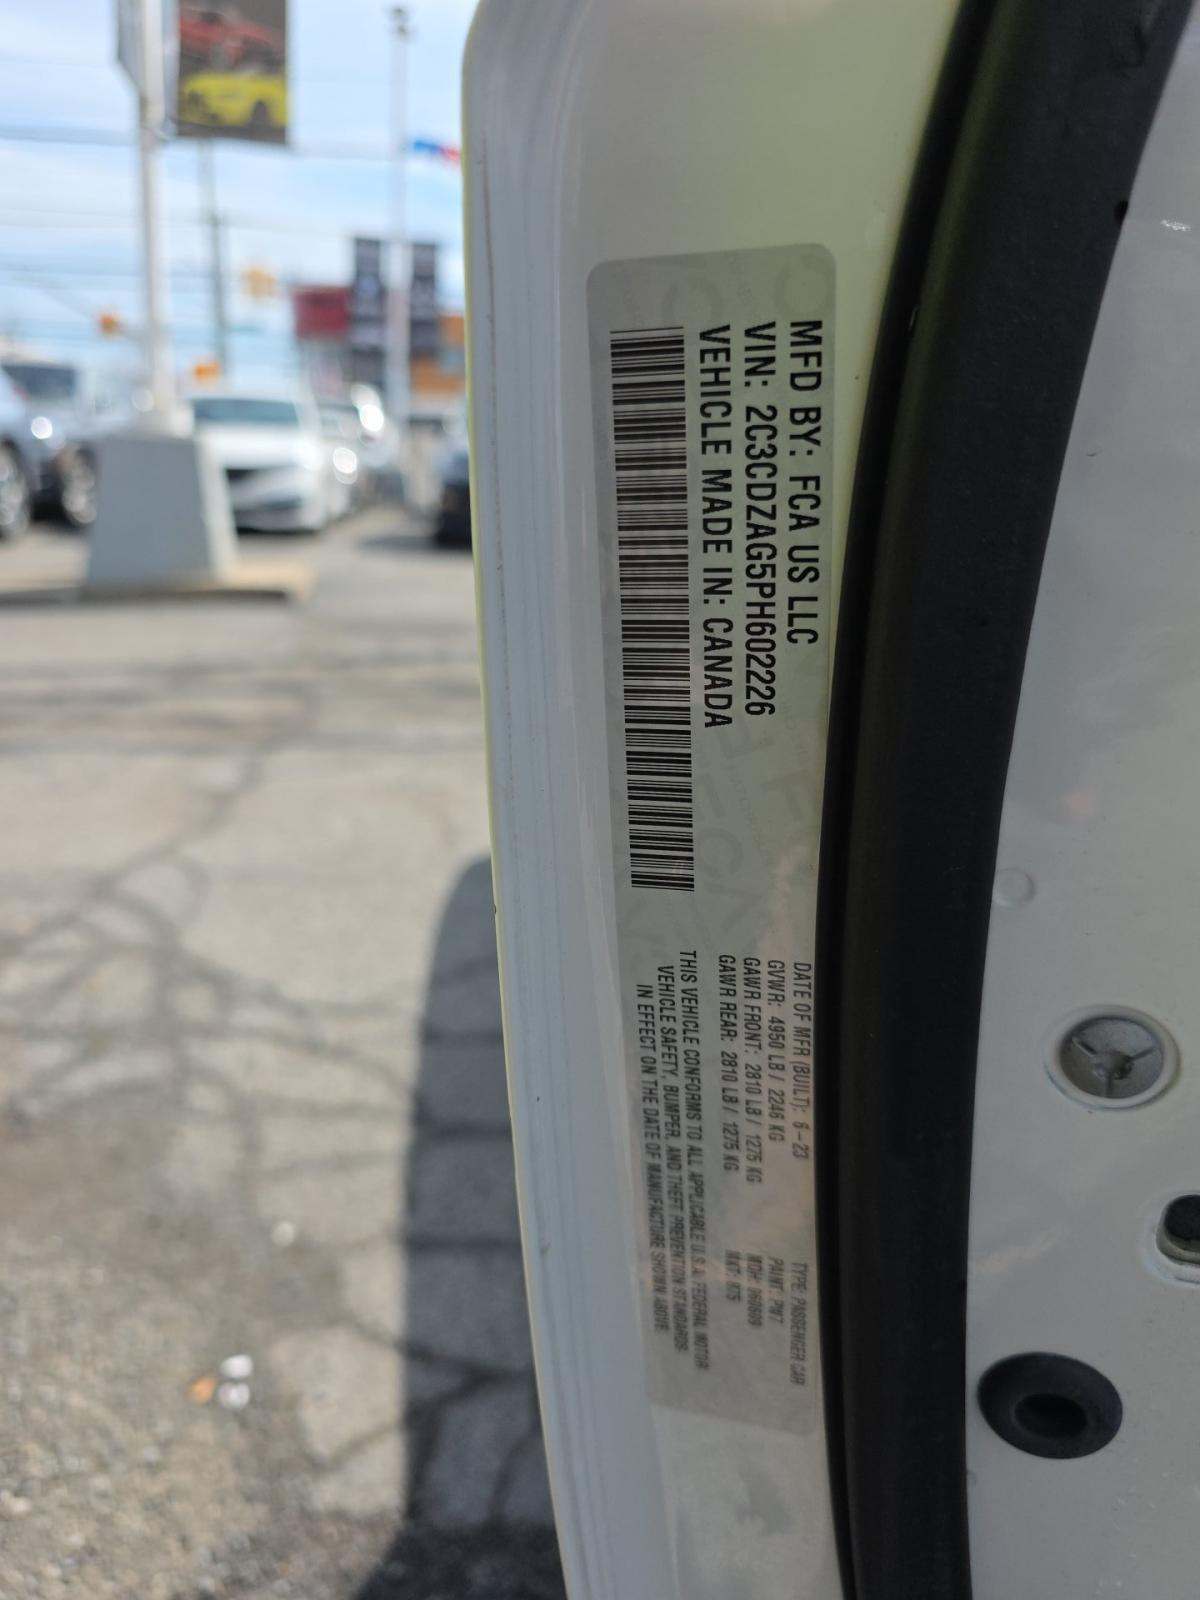 MFD BY: FCA US LLC
VIN: 2C3CDZAG5PH602226
VEHICLE MADE IN: CANADA
DATE OF MFR (BUILT): 6-23
GVWR: 4950 LB / 2246 KG
GAWR FRONT: 2810 LB / 1275 KG
GAWR REAR: 2810 LB / 1275 KG
TYPE: PASSENGER CAR
PAINT: PW7
MDH: 060609
THIS VEHICLE CONFORMS TO ALL APPLICABLE U.S.A. FEDERAL MOTOR
VEHICLE SAFETY, BUMPER, AND THEFT PREVENTION STANDARDS
IN EFFECT ON THE DATE OF MANUFACTURE SHOWN ABOVE.